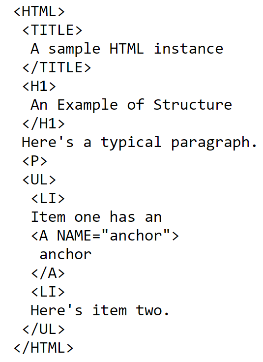 <HTML>
<TITLE>
A sample HTML instance
</TITLE>
<H1>
An Example of Structure
</H1>
Here's a typical paragraph.
<P>
<UL>
<LI>
Item one has an
<A NAME="anchor">
anchor
</A>
<LI>
Here's item two.
</UL>
</HTML>